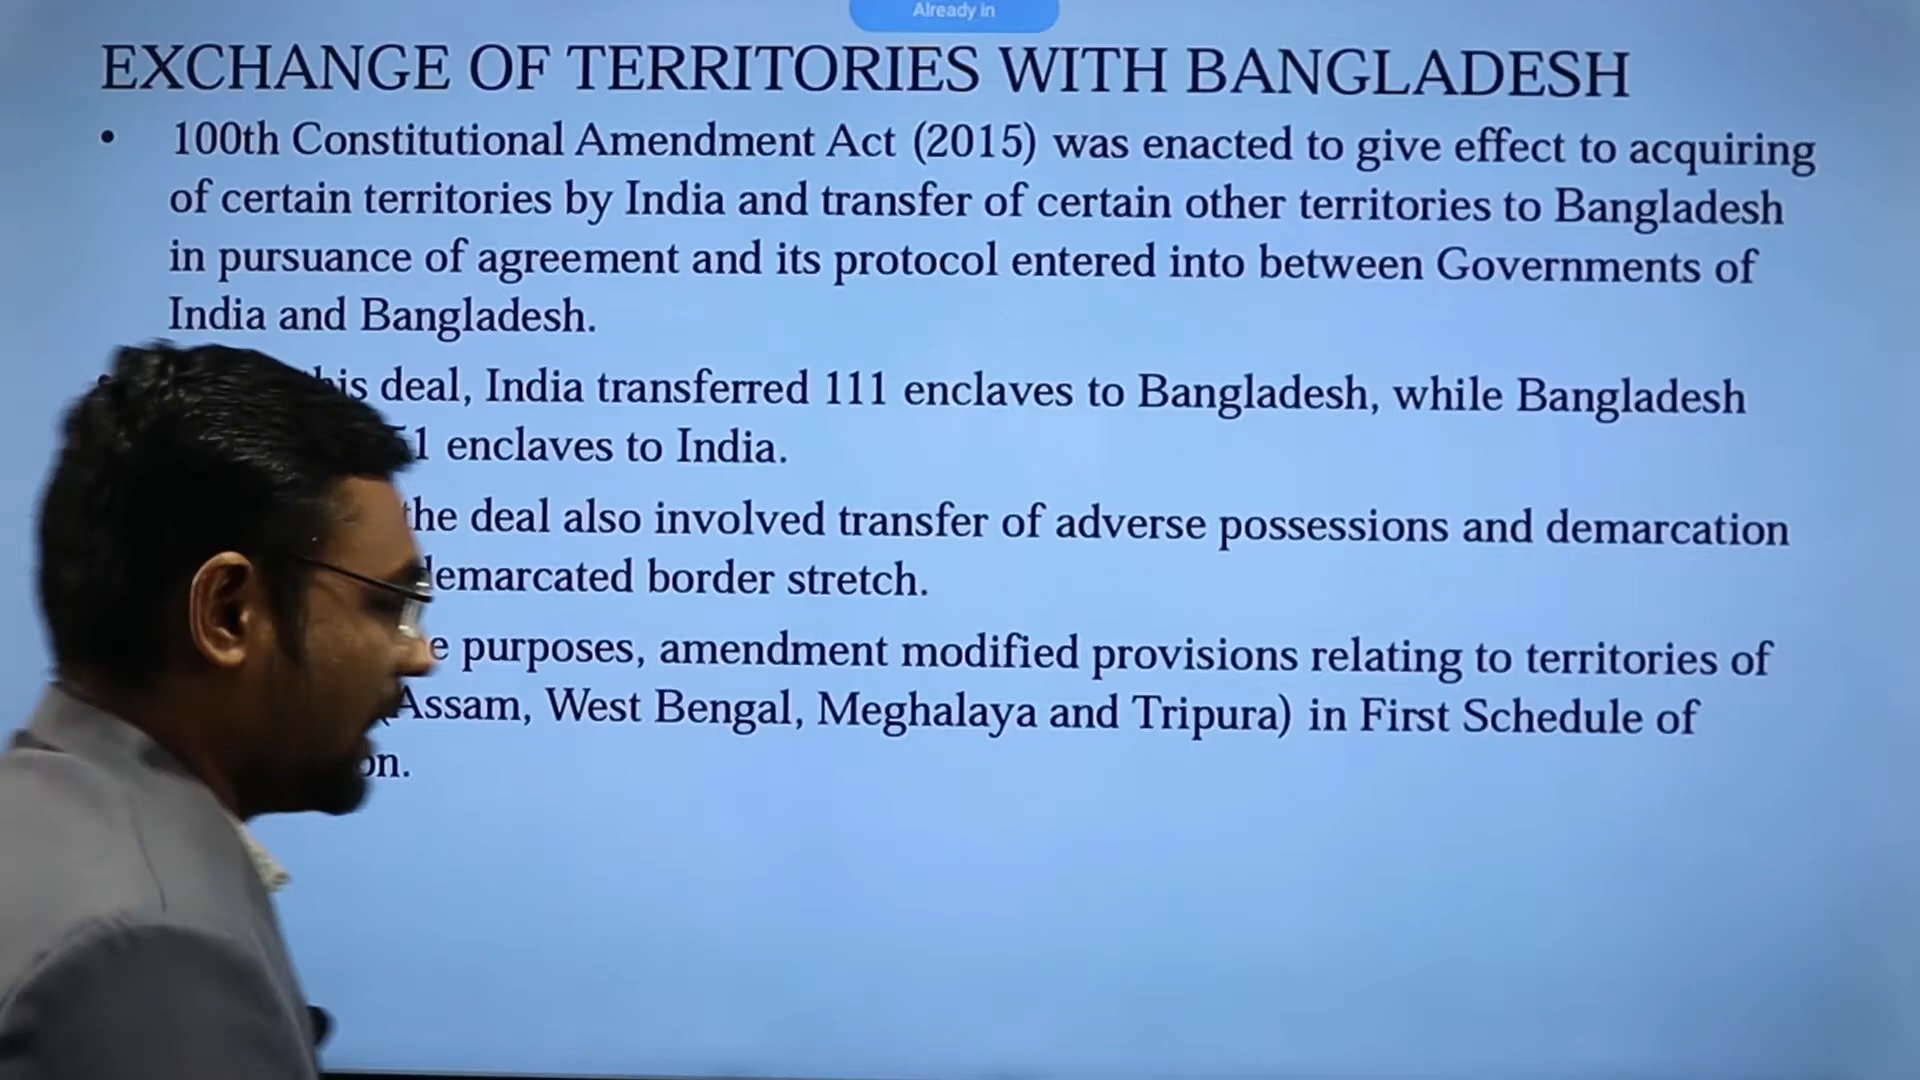 Already in
EXCHANGE OF TERRITORIES WITH BANGLADESH
• 100th Constitutional Amendment Act (2015) was enacted to give effect to acquiring
of certain territories by India and transfer of certain other territories to Bangladesh
in pursuance of agreement and its protocol entered into between Governments of
India and Bangladesh.
deal, India transferred 111 enclaves to Bangladesh, while Bangladesh
enclaves to India.
the deal also involved transfer of adverse possessions and demarcation
border stretch.
purposes, amendment modified provisions relating to territories of
(Assam, West Bengal, Meghalaya and Tripura) in First Schedule of